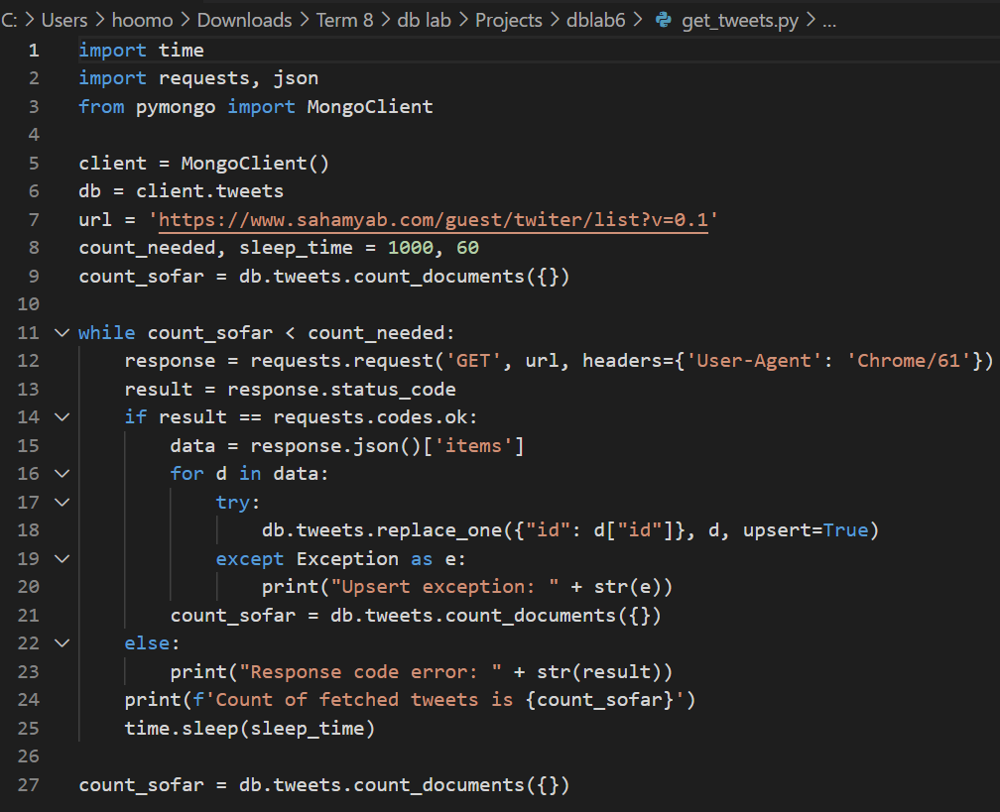 C: > Users > hoomo > Downloads > Term 8 > db lab > Projects > dblab6 > get_tweets.py > ...
1 import time
2 import requests, json
3 from pymongo import MongoClient
4
5 client = MongoClient()
6 db = client.tweets
7 url = 'https://www.sahamyab.com/guest/twiter/list?v=0.1'
8 count_needed, sleep_time = 1000, 60
9 count_sofar = db.tweets.count_documents({})
10
11 while count_sofar < count_needed:
12     response = requests.request('GET', url, headers={'User-Agent': 'Chrome/61'})
13     result = response.status_code
14     if result == requests.codes.ok:
15         data = response.json()['items']
16         for d in data:
17             try:
18                 db.tweets.replace_one({"id": d["id"]}, d, upsert=True)
19             except Exception as e:
20                 print("Upsert exception: " + str(e))
21         count_sofar = db.tweets.count_documents({})
22     else:
23         print("Response code error: " + str(result))
24     print(f'Count of fetched tweets is {count_sofar}')
25     time.sleep(sleep_time)
26
27 count_sofar = db.tweets.count_documents({})